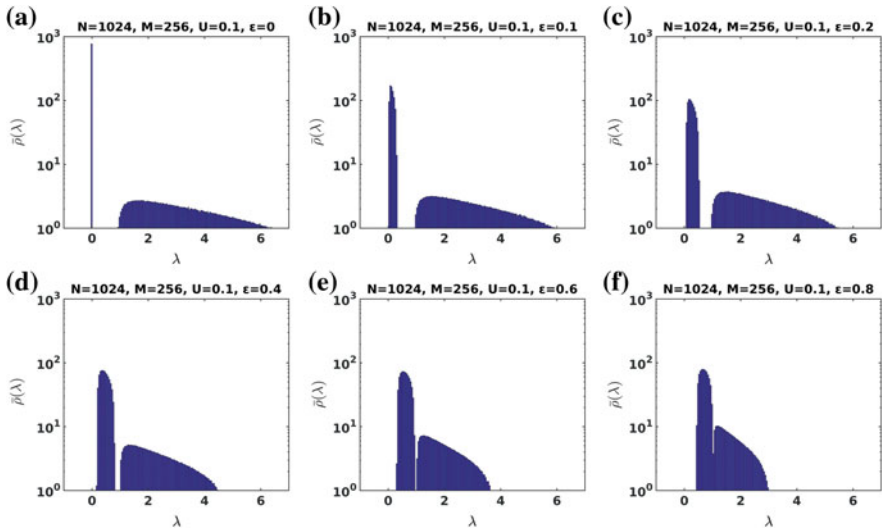 (a) N=1024, M=256, U=0.1, ε=0
10³
10²
10¹
10⁰
ρ̄(λ)
0 2 4 6
λ
(b) N=1024, M=256, U=0.1, ε=0.1
10³
10²
10¹
10⁰
ρ̄(λ)
0 2 4 6
λ
(c) N=1024, M=256, U=0.1, ε=0.2
10³
10²
10¹
10⁰
ρ̄(λ)
0 2 4 6
λ
(d) N=1024, M=256, U=0.1, ε=0.4
10³
10²
10¹
10⁰
ρ̄(λ)
0 2 4 6
λ
(e) N=1024, M=256, U=0.1, ε=0.6
10³
10²
10¹
10⁰
ρ̄(λ)
0 2 4 6
λ
(f) N=1024, M=256, U=0.1, ε=0.8
10³
10²
10¹
10⁰
ρ̄(λ)
0 2 4 6
λ